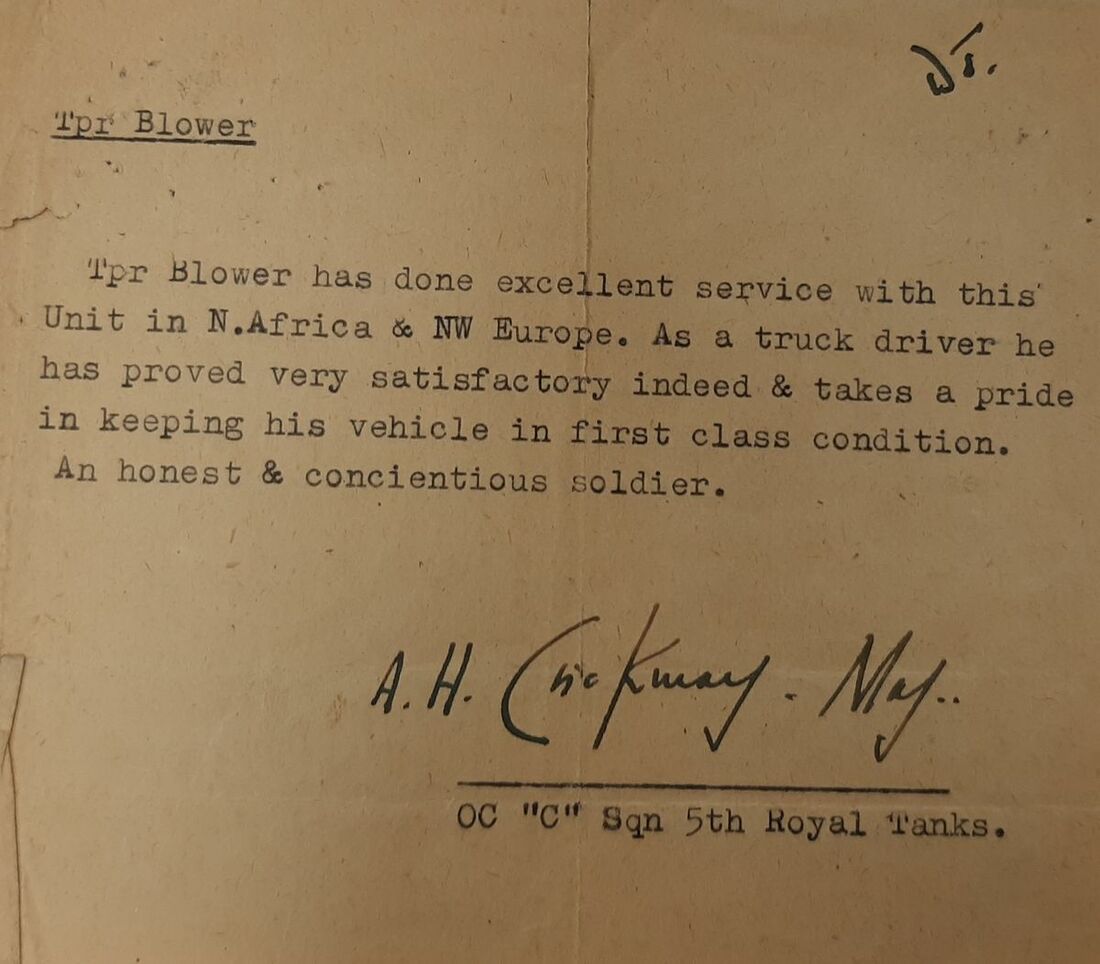 Tpr Blower
Tpr Blower has done excellent service with this
Unit in N.Africa & NW Europe. As a truck driver he
has proved very satisfactory indeed & takes a pride
in keeping his vehicle in first class condition.
An honest & concientious soldier.
A. H. Crickmay. Maj..
OC "C" Sqn 5th Royal Tanks.